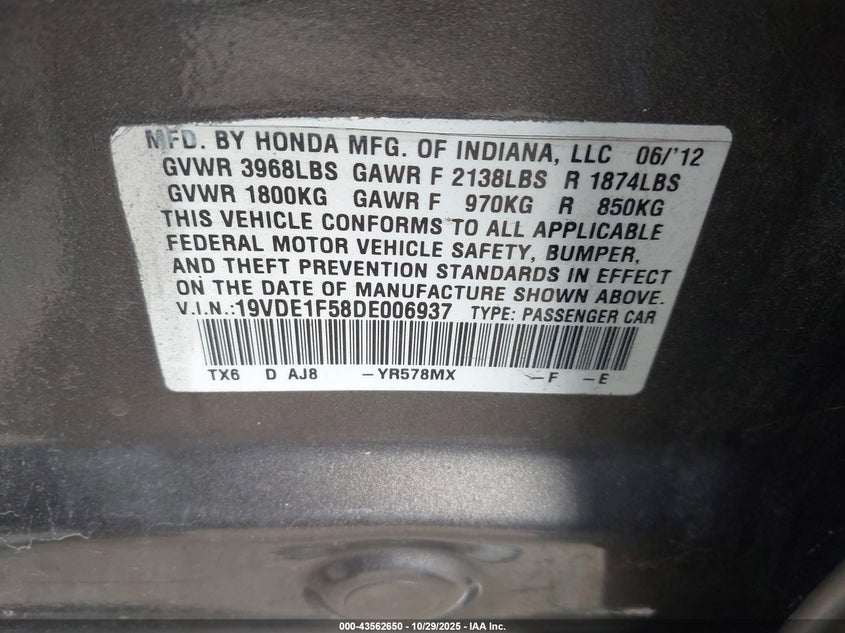 MFD. BY HONDA MFG. OF INDIANA, LLC 06/'12
GVWR 3968LBS GAWR F 2138LBS R 1874LBS
GVWR 1800KG GAWR F 970KG R 850KG
THIS VEHICLE CONFORMS TO ALL APPLICABLE
FEDERAL MOTOR VEHICLE SAFETY, BUMPER,
AND THEFT PREVENTION STANDARDS IN EFFECT
ON THE DATE OF MANUFACTURE SHOWN ABOVE.
V.I.N.:19VDE1F58DE006937 TYPE: PASSENGER CAR
TX6 D AJ8 –YR578MX –F –E
000-43562650 | 10/29/2025 - IAA Inc.